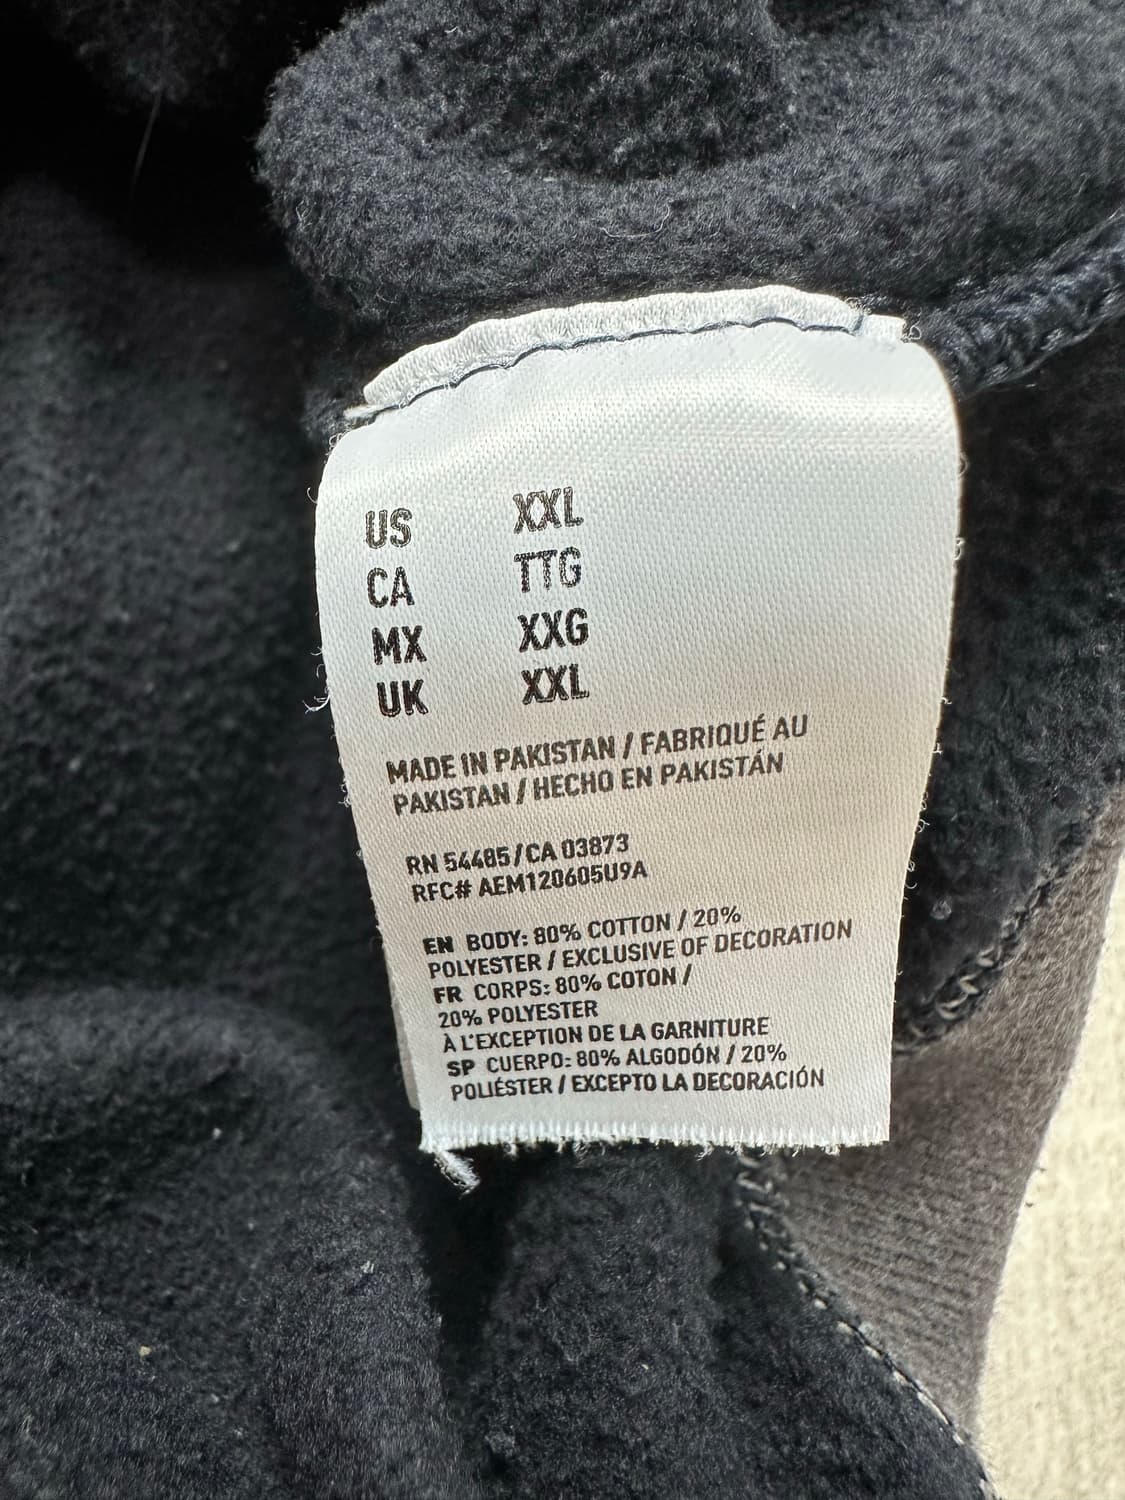 US XXL
CA TTG
MX XXG
UK XXL
MADE IN PAKISTAN / FABRIQUÉ AU
PAKISTAN / HECHO EN PAKISTÁN
RN 54485/CA 03873
RFC# AEM120605U9A
EN BODY: 80% COTTON / 20%
POLYESTER / EXCLUSIVE OF DECORATION
FR CORPS: 80% COTON /
20% POLYESTER
À L'EXCEPTION DE LA GARNITURE
SP CUERPO: 80% ALGODÓN / 20%
POLIÉSTER / EXCEPTO LA DECORACIÓN